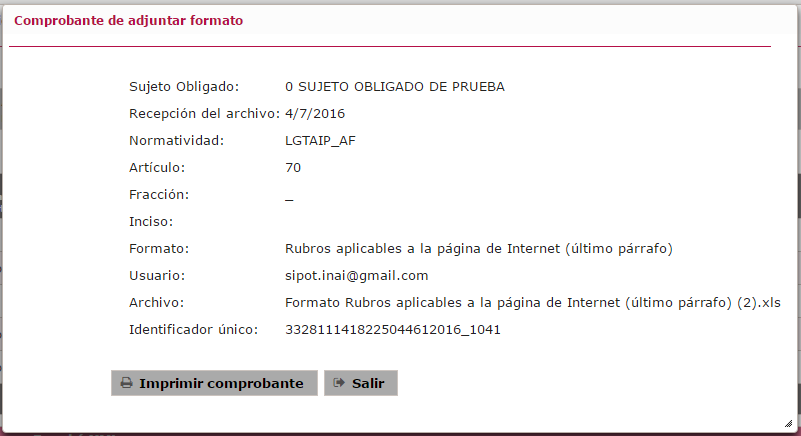 Comprobante de adjuntar formato
Sujeto Obligado: 0 SUJETO OBLIGADO DE PRUEBA
Recepción del archivo: 4/7/2016
Normatividad: LGTAIP_AF
Artículo: 70
Fracción: _
Inciso:
Formato: Rubros aplicables a la página de Internet (último párrafo)
Usuario: sipot.inai@gmail.com
Archivo: Formato Rubros aplicables a la página de Internet (último párrafo) (2).xls
Identificador único: 3328111418225044612016_1041
Imprimir comprobante Salir